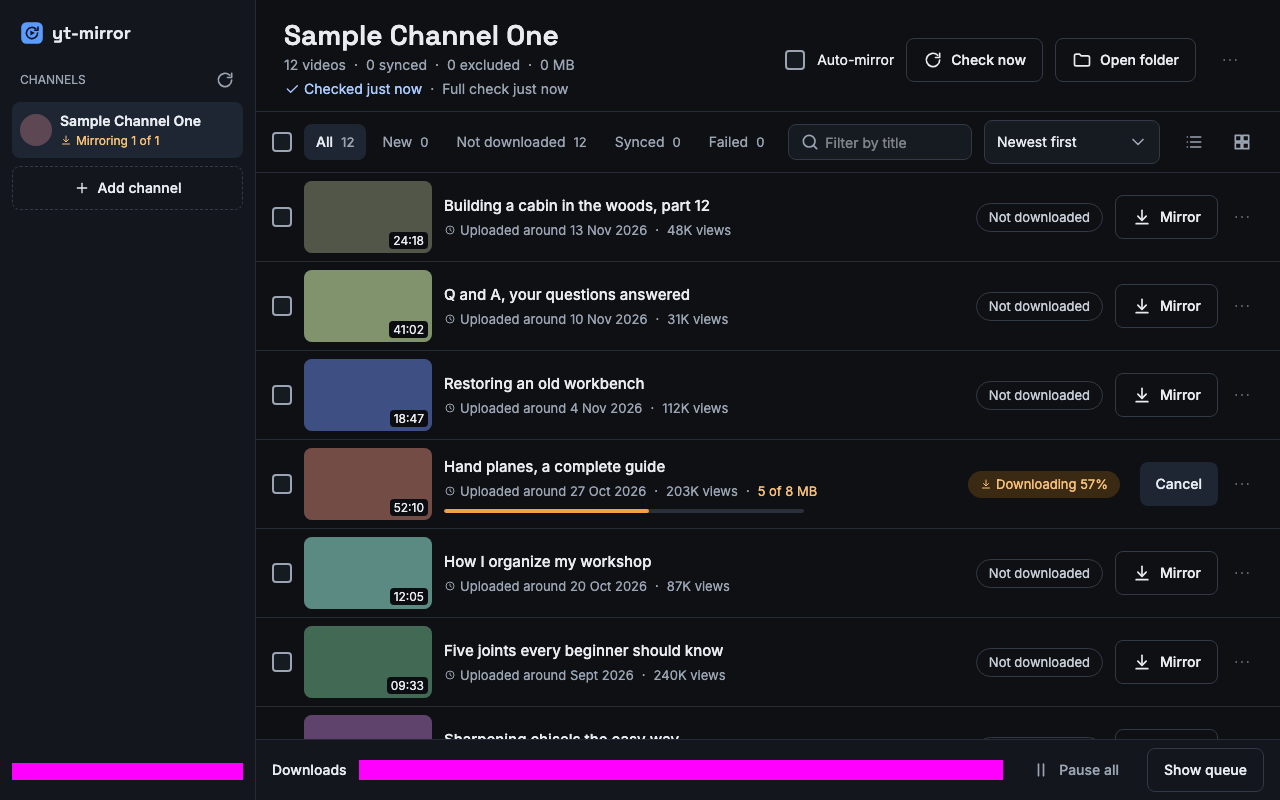 yt-mirror
CHANNELS
Sample Channel One
Mirroring 1 of 1
Add channel
Sample Channel One
12 videos · 0 synced · 0 excluded · 0 MB
Checked just now · Full check just now
Auto-mirror
Check now
Open folder
All 12
New 0
Not downloaded 12
Synced 0
Failed 0
Filter by title
Newest first
24:18
Building a cabin in the woods, part 12
Uploaded around 13 Nov 2026 · 48K views
Not downloaded
Mirror
41:02
Q and A, your questions answered
Uploaded around 10 Nov 2026 · 31K views
Not downloaded
Mirror
18:47
Restoring an old workbench
Uploaded around 4 Nov 2026 · 112K views
Not downloaded
Mirror
52:10
Hand planes, a complete guide
Uploaded around 27 Oct 2026 · 203K views · 5 of 8 MB
Downloading 57%
Cancel
12:05
How I organize my workshop
Uploaded around 20 Oct 2026 · 87K views
Not downloaded
Mirror
09:33
Five joints every beginner should know
Uploaded around Sept 2026 · 240K views
Not downloaded
Mirror
Sharpening chisels the easy way
Downloads
Pause all
Show queue